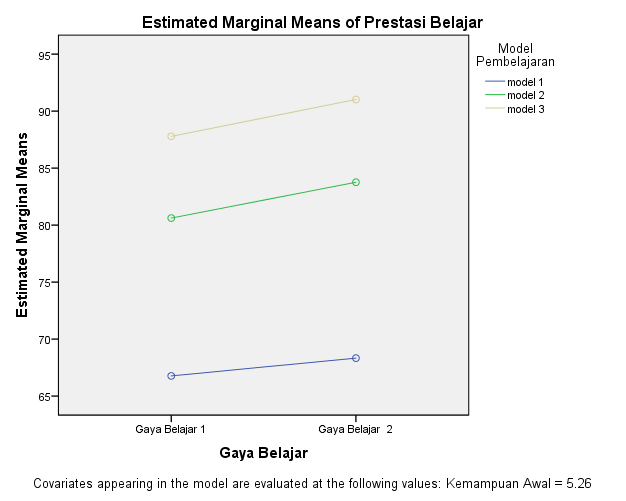 Estimated Marginal Means of Prestasi Belajar
Model
Pembelajaran
model 1
model 2
model 3
Estimated Marginal Means
95
90
85
80
75
70
65
Gaya Belajar 1
Gaya Belajar 2
Gaya Belajar
Covariates appearing in the model are evaluated at the following values: Kemampuan Awal = 5.26